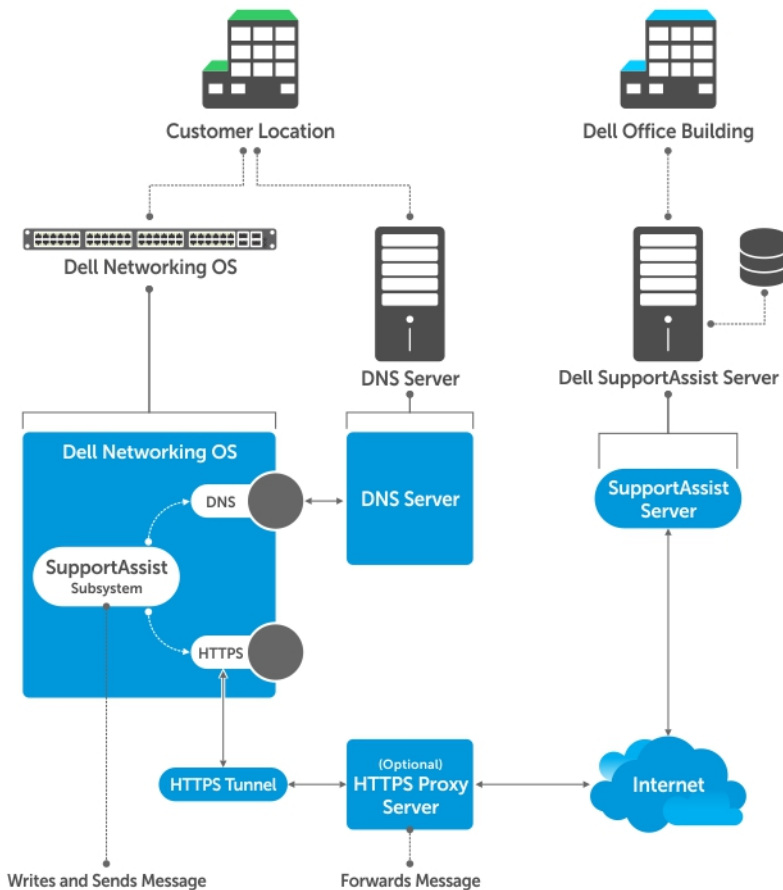 Customer Location
Dell Office Building
Dell Networking OS
DNS Server
Dell SupportAssist Server
Dell Networking OS
DNS
DNS Server
SupportAssist
Server
SupportAssist
Subsystem
HTTPS
HTTPS Tunnel
(Optional)
HTTPS Proxy
Server
Internet
Writes and Sends Message
Forwards Message